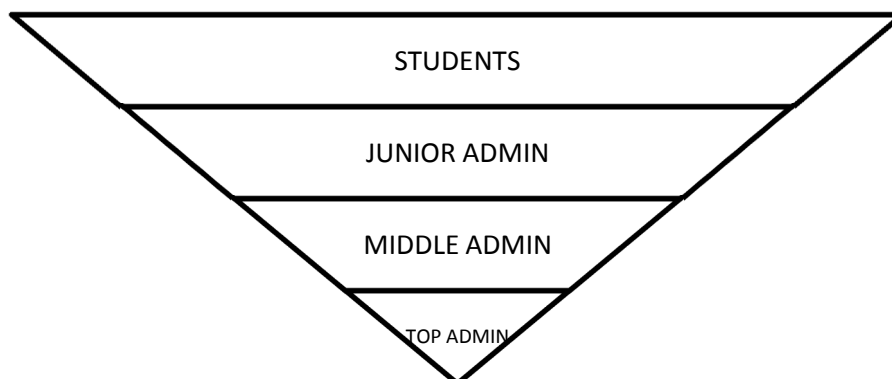 STUDENTS
JUNIOR ADMIN
MIDDLE ADMIN
TOP ADMIN